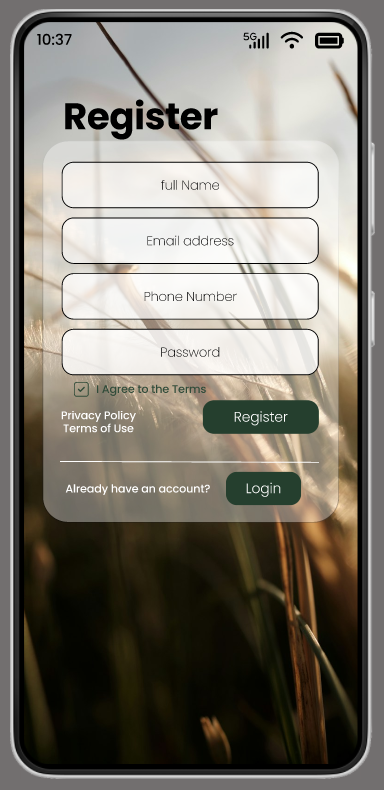 10:37
5G
Register
full Name
Email address
Phone Number
Password
I Agree to the Terms
Privacy Policy
Terms of Use
Register
Already have an account?
Login